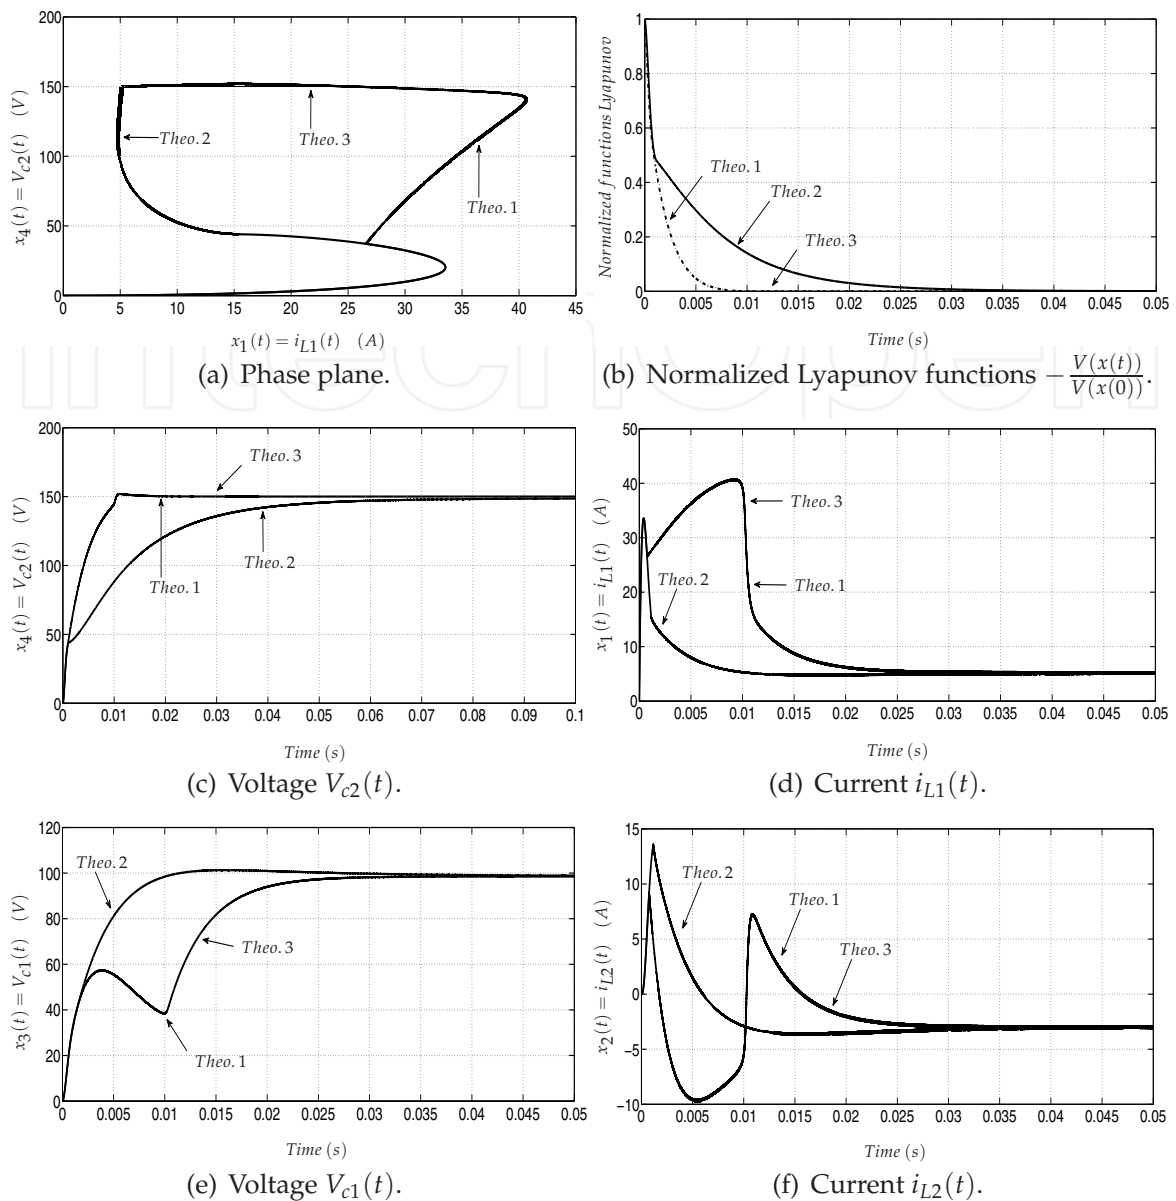 200
150
100
50
0
x4(t) = Vc2(t) (V)
Theo. 2
Theo. 3
Theo. 1
0 5 10 15 20 25 30 35 40 45
x1(t) = iL1(t) (A)
(a) Phase plane.
1
0.8
0.6
0.4
0.2
0
Normalized functions Lyapunov
Theo. 1
Theo. 2
Theo. 3
0 0.005 0.01 0.015 0.02 0.025 0.03 0.035 0.04 0.045 0.05
Time (s)
(b) Normalized Lyapunov functions − V(x(t))/V(x(0)).
InTechOpen
200
150
100
50
0
x4(t) = Vc2(t) (V)
Theo. 3
Theo. 1
Theo. 2
0 0.01 0.02 0.03 0.04 0.05 0.06 0.07 0.08 0.09 0.1
Time (s)
(c) Voltage Vc2(t).
50
40
30
20
10
0
x1(t) = iL1(t) (A)
Theo. 3
Theo. 2
Theo. 1
0 0.005 0.01 0.015 0.02 0.025 0.03 0.035 0.04 0.045 0.05
Time (s)
(d) Current iL1(t).
120
100
80
60
40
20
0
x3(t) = Vc1(t) (V)
Theo. 2
Theo. 3
Theo. 1
0 0.005 0.01 0.015 0.02 0.025 0.03 0.035 0.04 0.045 0.05
Time (s)
(e) Voltage Vc1(t).
15
10
5
0
−5
−10
x2(t) = iL2(t) (A)
Theo. 2
Theo. 1
Theo. 3
0 0.005 0.01 0.015 0.02 0.025 0.03 0.035 0.04 0.045 0.05
Time (s)
(f) Current iL2(t).